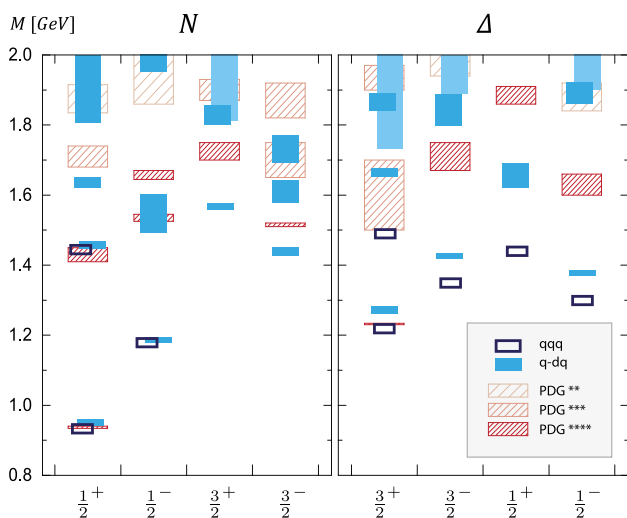 M [GeV] N Δ
2.0
1.8
1.6
1.4
1.2
1.0
0.8
qqq
q-dq
PDG **
PDG ***
PDG ****
1/2+ 1/2− 3/2+ 3/2− 3/2+ 3/2− 1/2+ 1/2−